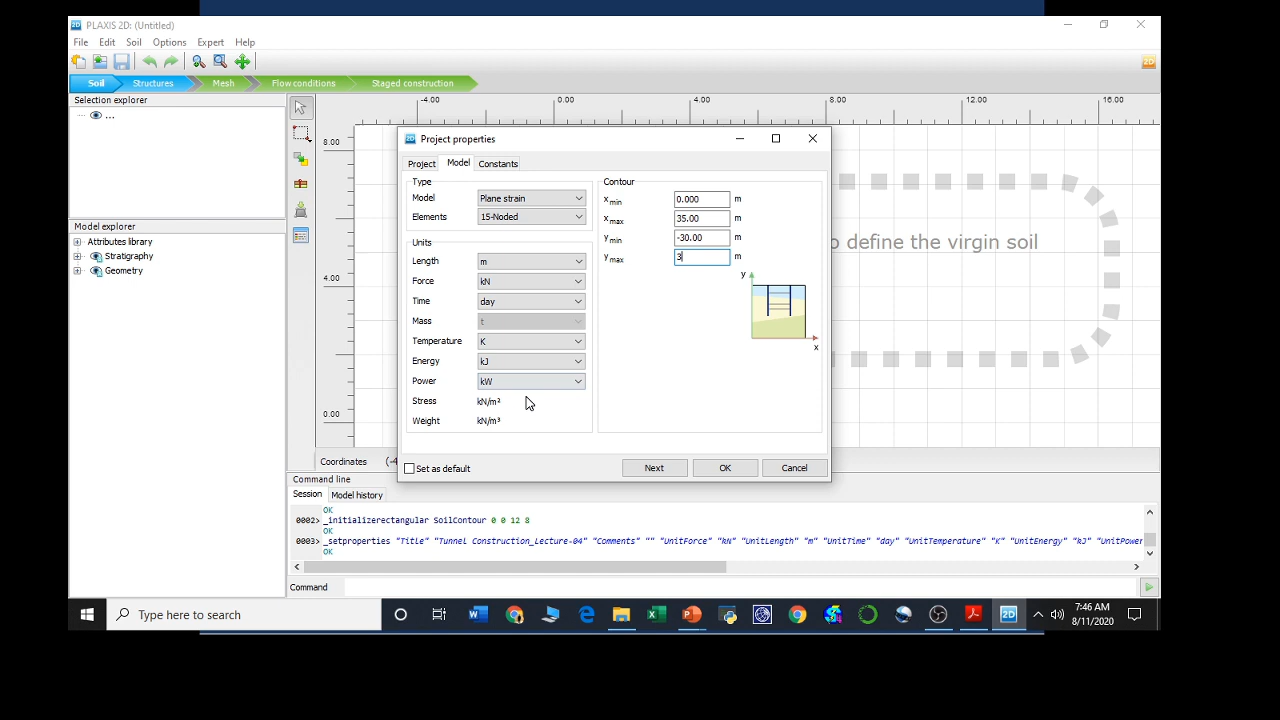 PLAXIS 2D: (Untitled)
File Edit Soil Options Expert Help
Soil Structures Mesh Flow conditions Staged construction
Selection explorer
...
Model explorer
Attributes library
Stratigraphy
Geometry
-4.00 0.00 4.00 8.00 12.00 16.00
8.00
4.00
0.00
o define the virgin soil
Project properties
Project Model Constants
Type
Model Plane strain
Elements 15-Noded
Units
Length m
Force kN
Time day
Mass t
Temperature K
Energy kJ
Power kW
Stress kN/m²
Weight kN/m³
Contour
x min 0.000 m
x max 35.00 m
y min -30.00 m
y max 3 m
y
x
Set as default Next OK Cancel
Coordinates (-4
Command line
Session Model history
OK
0002> _initializerectangular SoilContour 0 0 12 8
OK
0003> _setproperties "Title" "Tunnel Construction_Lecture-04" "Comments" "" "UnitForce" "kN" "UnitLength" "m" "UnitTime" "day" "UnitTemperature" "K" "UnitEnergy" "kJ" "UnitPower
OK
Command
Type here to search
7:46 AM
8/11/2020